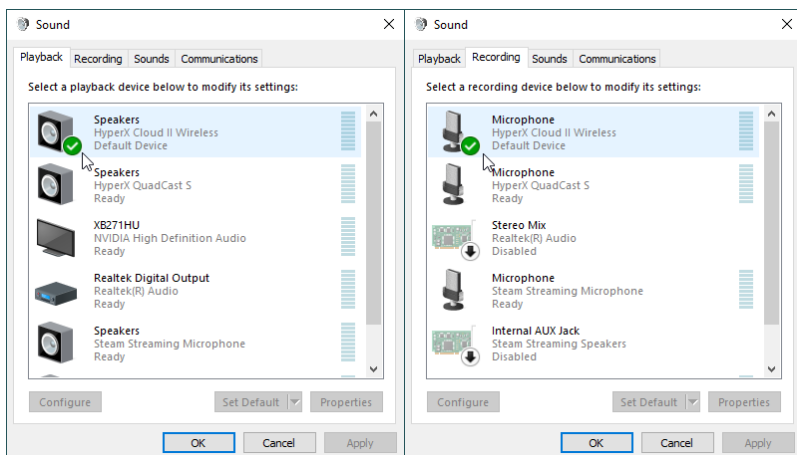 Sound
Playback Recording Sounds Communications
Select a playback device below to modify its settings:
Speakers
HyperX Cloud II Wireless
Default Device
Speakers
HyperX QuadCast S
Ready
XB271HU
NVIDIA High Definition Audio
Ready
Realtek Digital Output
Realtek(R) Audio
Ready
Speakers
Steam Streaming Microphone
Ready
Configure Set Default Properties
OK Cancel Apply
Sound
Playback Recording Sounds Communications
Select a recording device below to modify its settings:
Microphone
HyperX Cloud II Wireless
Default Device
Microphone
HyperX QuadCast S
Ready
Stereo Mix
Realtek(R) Audio
Disabled
Microphone
Steam Streaming Microphone
Ready
Internal AUX Jack
Steam Streaming Speakers
Disabled
Configure Set Default Properties
OK Cancel Apply